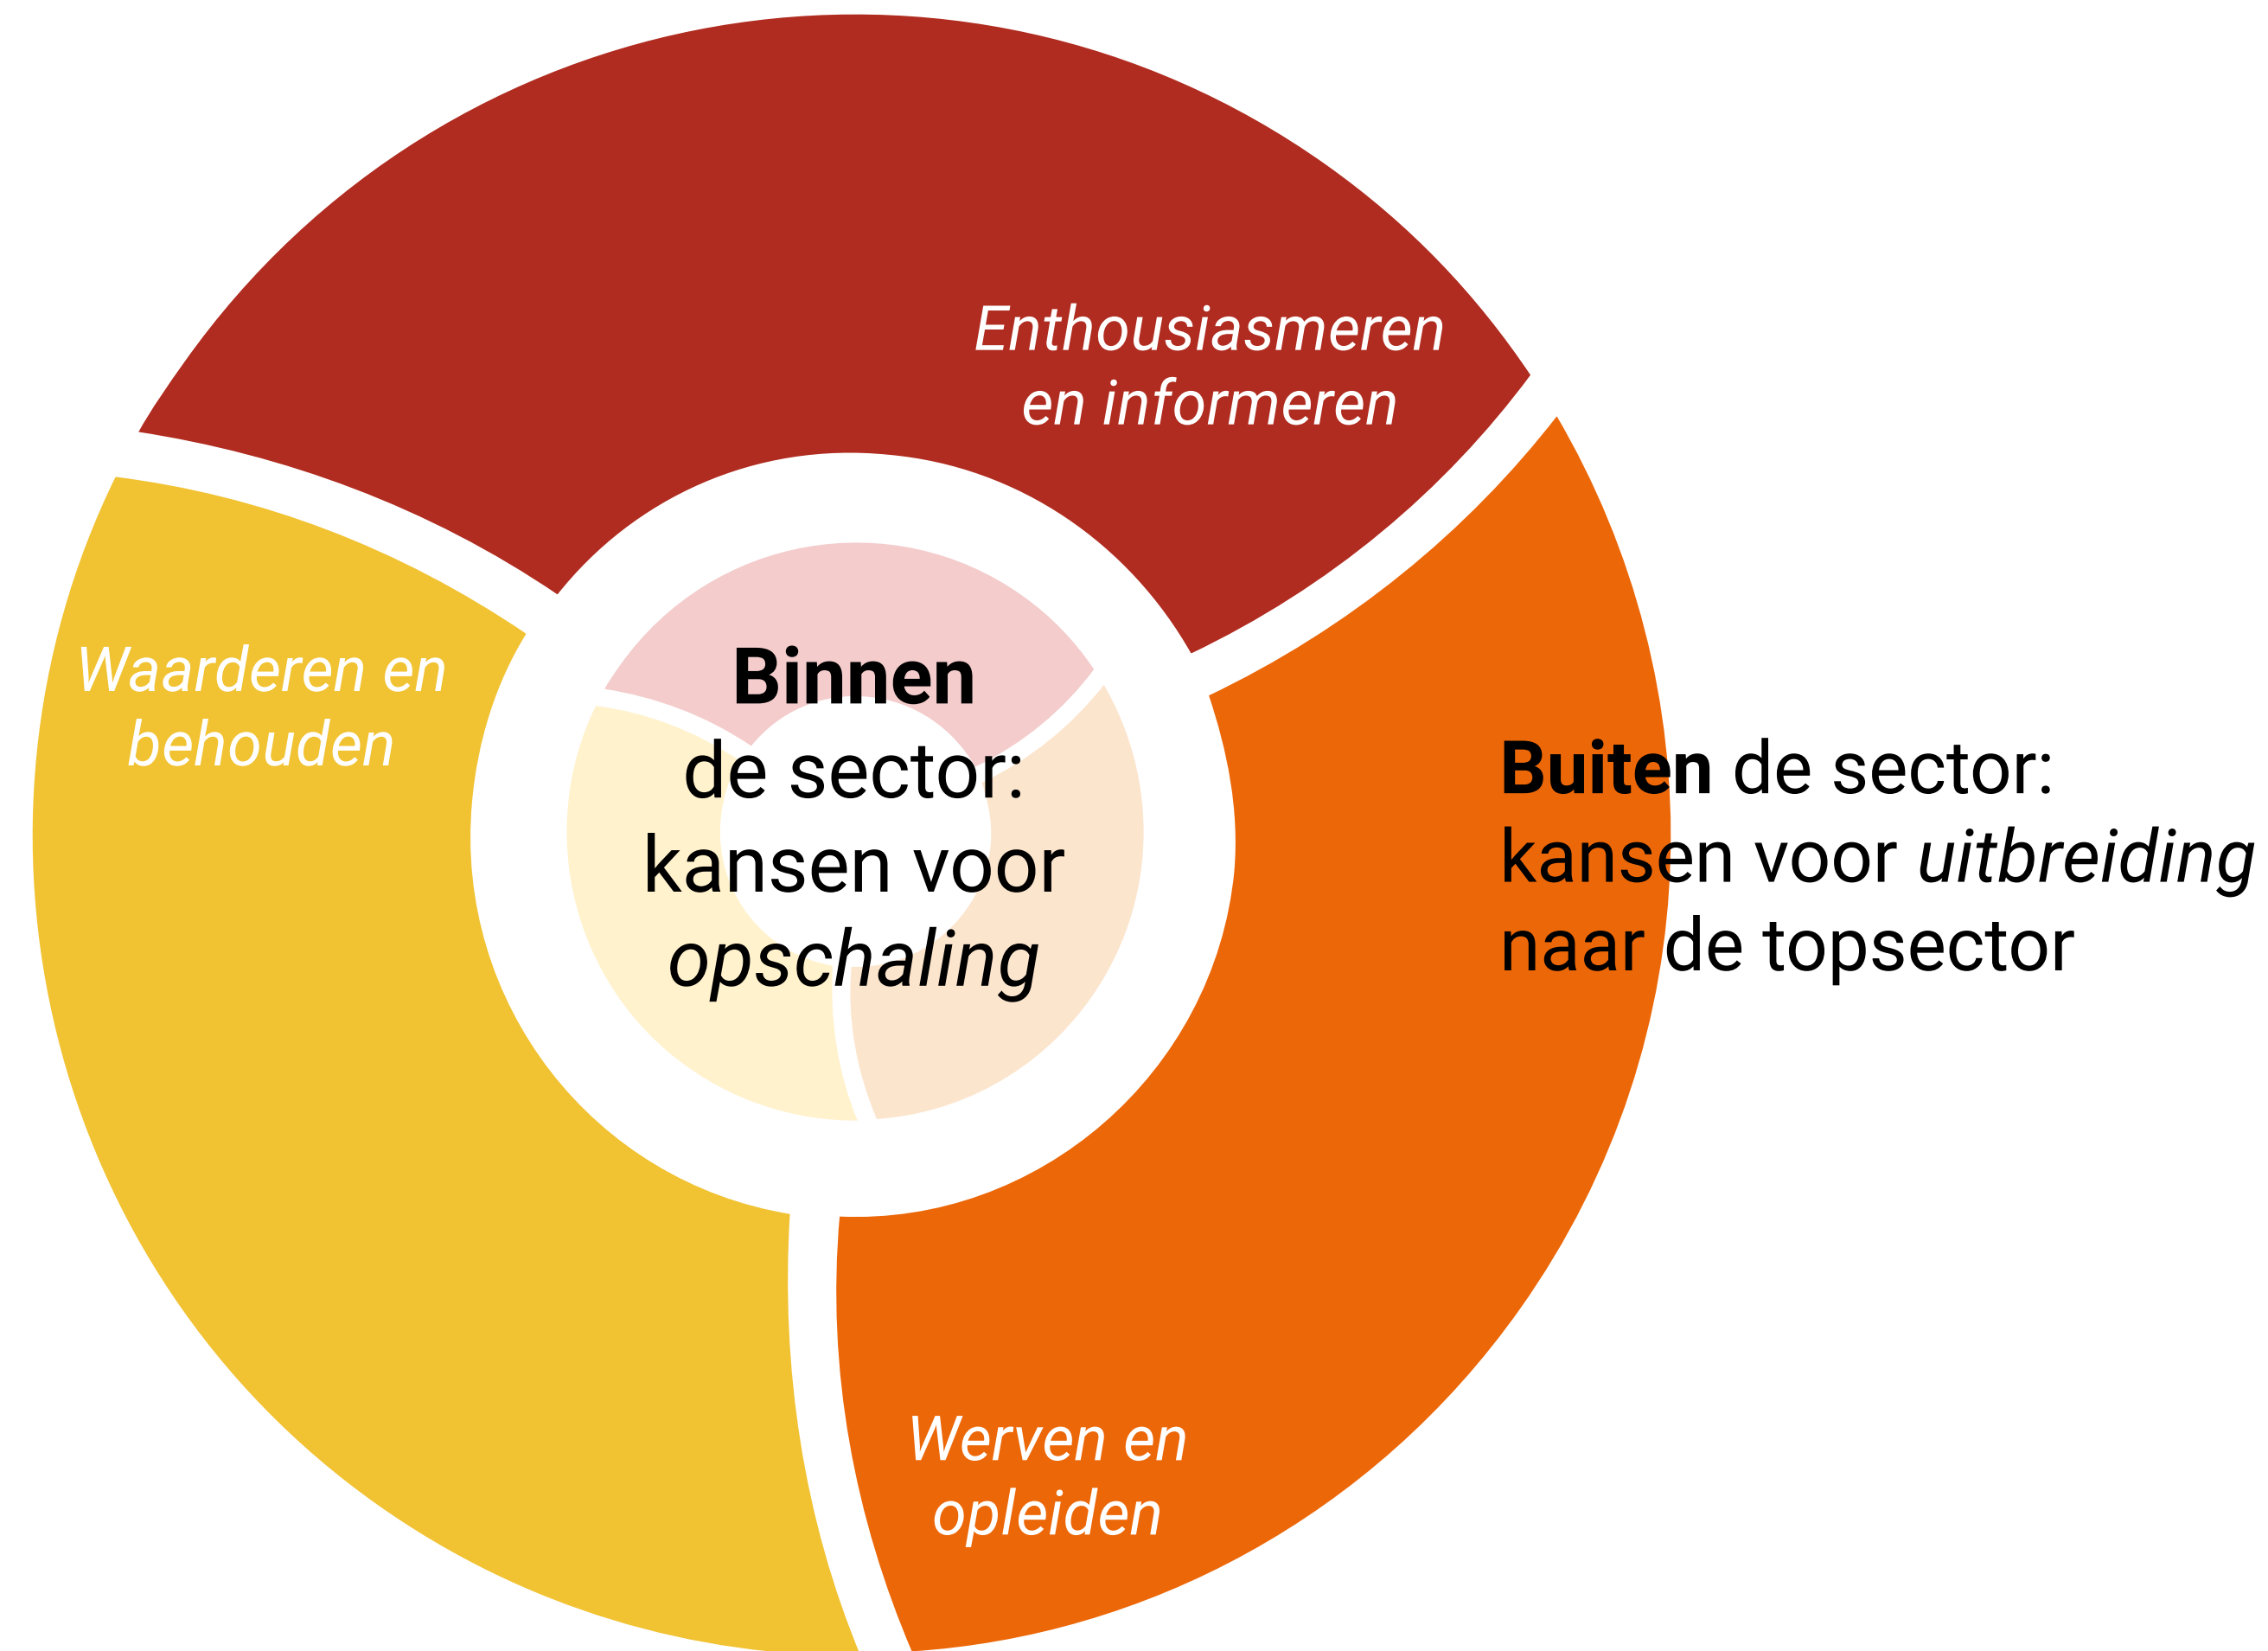 Enthousiasmeren
en informeren
Waarderen en
behouden
Binnen
de sector:
kansen voor
opschaling
Buiten de sector:
kansen voor uitbreiding
naar de topsector
Werven en
opleiden